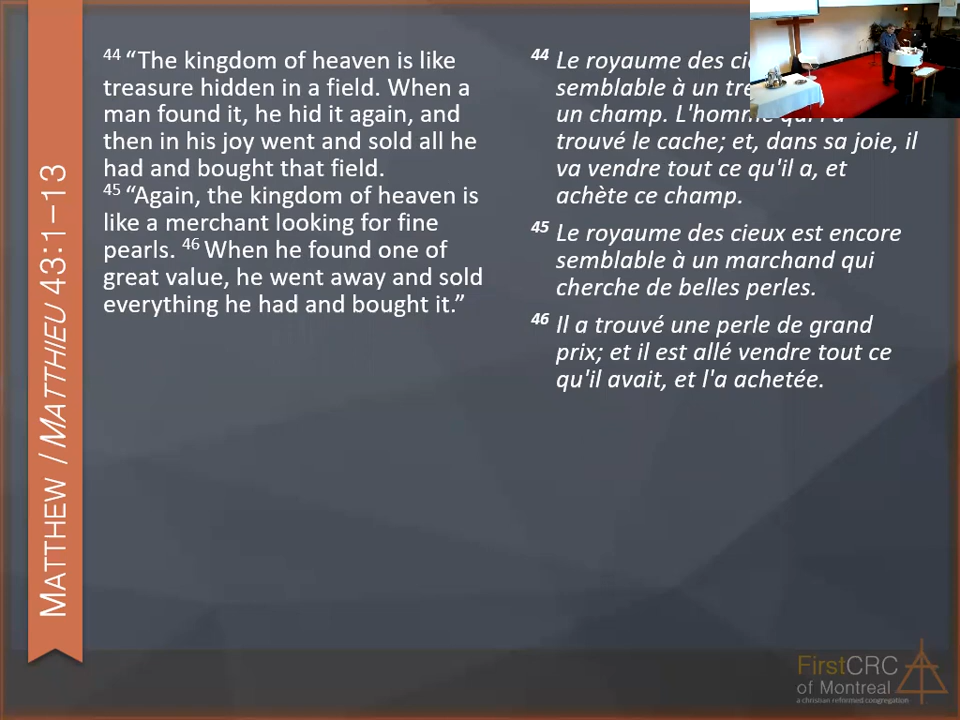 MATTHEW / MATTHIEU 43:1–13
44 “The kingdom of heaven is like
treasure hidden in a field. When a
man found it, he hid it again, and
then in his joy went and sold all he
had and bought that field.
45 “Again, the kingdom of heaven is
like a merchant looking for fine
pearls. 46 When he found one of
great value, he went away and sold
everything he had and bought it.”
44 Le royaume des
semblable à un
un champ. L'homme
trouvé le cache; et, dans sa joie, il
va vendre tout ce qu'il a, et
achète ce champ.
45 Le royaume des cieux est encore
semblable à un marchand qui
cherche de belles perles.
46 Il a trouvé une perle de grand
prix; et il est allé vendre tout ce
qu'il avait, et l'a achetée.
FirstCRC
of Montreal
a christian reformed congregation